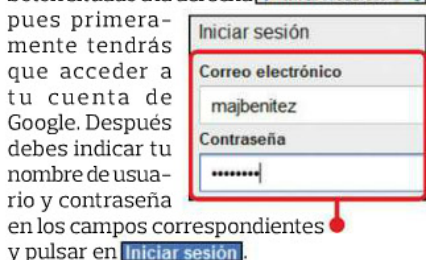 pues primera-
mente tendrás
que acceder a
tu cuenta de
Google. Después
debes indicar tu
nombre de usua-
rio y contraseña
en los campos correspondientes
y pulsar en Iniciar sesión.
Iniciar sesión
Correo electrónico
majbenitez
Contraseña
••••••••